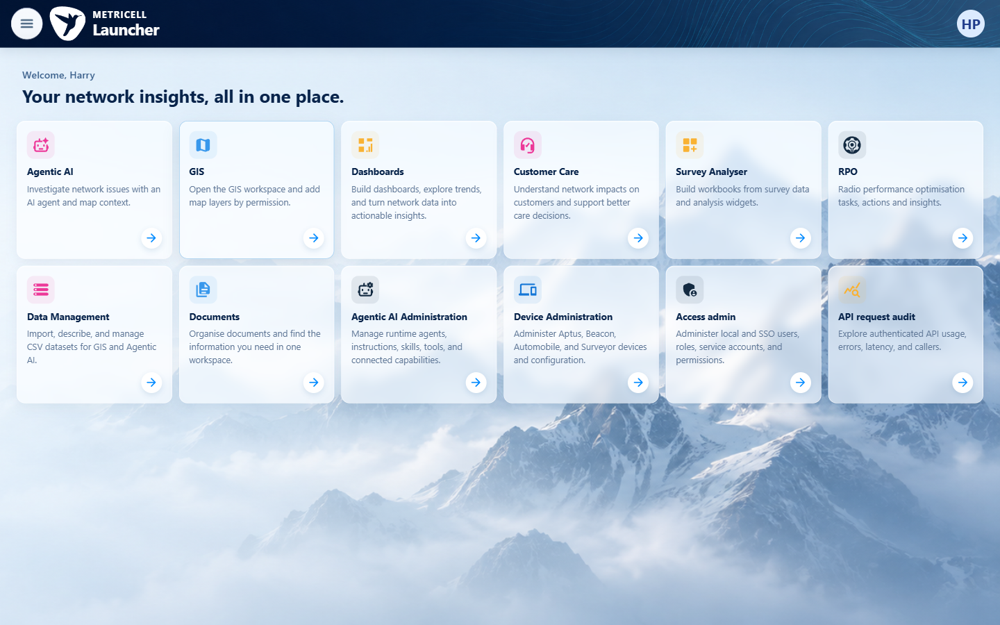 METRICELL
Launcher
HP
Welcome, Harry
Your network insights, all in one place.
Agentic AI
Investigate network issues with an
AI agent and map context.
GIS
Open the GIS workspace and add
map layers by permission.
Dashboards
Build dashboards, explore trends,
and turn network data into
actionable insights.
Customer Care
Understand network impacts on
customers and support better
care decisions.
Survey Analyser
Build workbooks from survey data
and analysis widgets.
RPO
Radio performance optimisation
tasks, actions and insights.
Data Management
Import, describe, and manage
CSV datasets for GIS and Agentic
AI.
Documents
Organise documents and find the
information you need in one
workspace.
Agentic AI Administration
Manage runtime agents,
instructions, skills, tools, and
connected capabilities.
Device Administration
Administer Aptus, Beacon,
Automobile, and Surveyor devices
and configuration.
Access admin
Administer local and SSO users,
roles, service accounts, and
permissions.
API request audit
Explore authenticated API usage,
errors, latency, and callers.